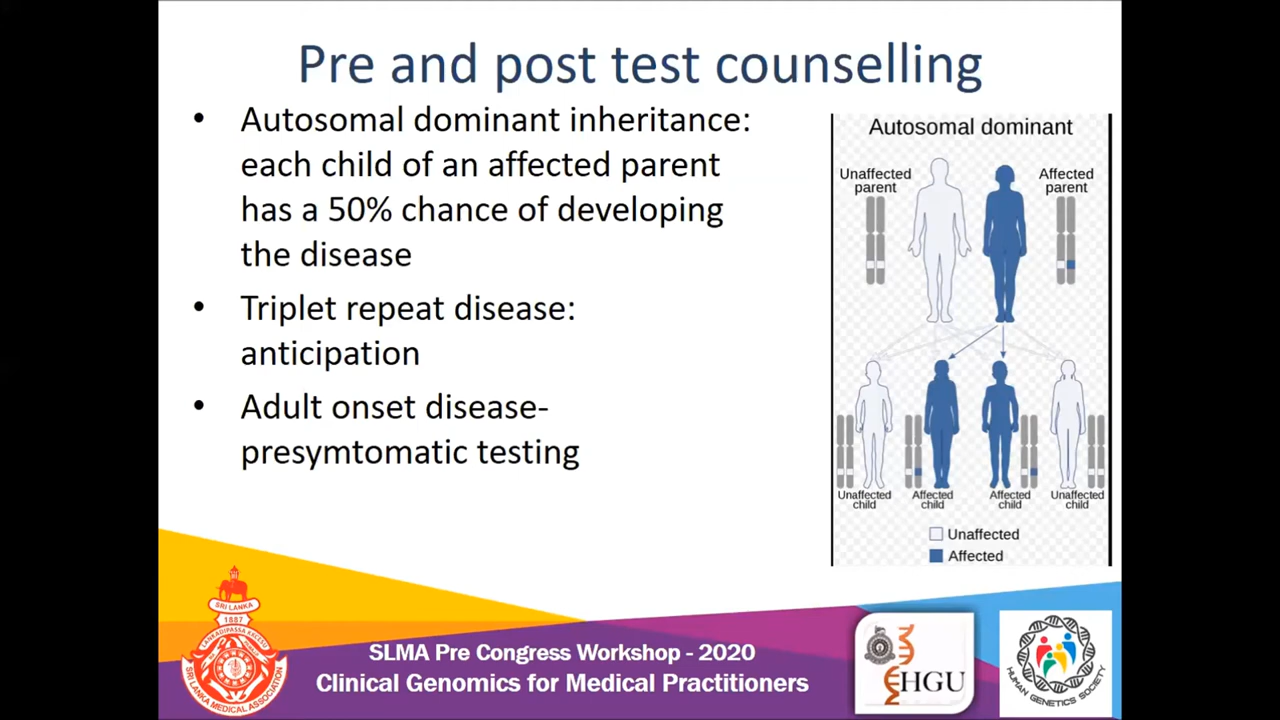 Pre and post test counselling
• Autosomal dominant inheritance:
each child of an affected parent
has a 50% chance of developing
the disease
• Triplet repeat disease:
anticipation
• Adult onset disease-
presymtomatic testing
Autosomal dominant
Unaffected
parent
Affected
parent
Unaffected
child
Affected
child
Affected
child
Unaffected
child
Unaffected
Affected
SRI LANKA
1887
SRI LANKA MEDICAL ASSOCIATION
SLMA Pre Congress Workshop - 2020
Clinical Genomics for Medical Practitioners
HGU
HUMAN GENETICS SOCIETY